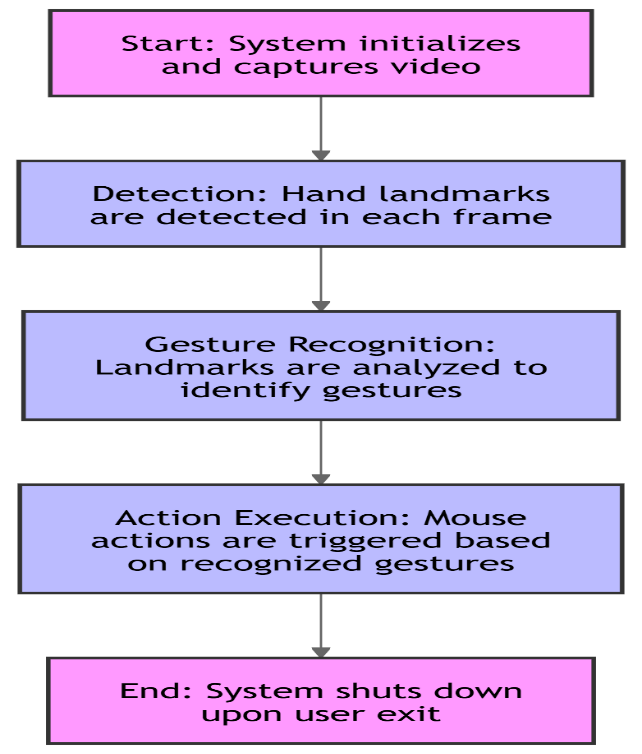 Start: System initializes
and captures video
Detection: Hand landmarks
are detected in each frame
Gesture Recognition:
Landmarks are analyzed to
identify gestures
Action Execution: Mouse
actions are triggered based
on recognized gestures
End: System shuts down
upon user exit